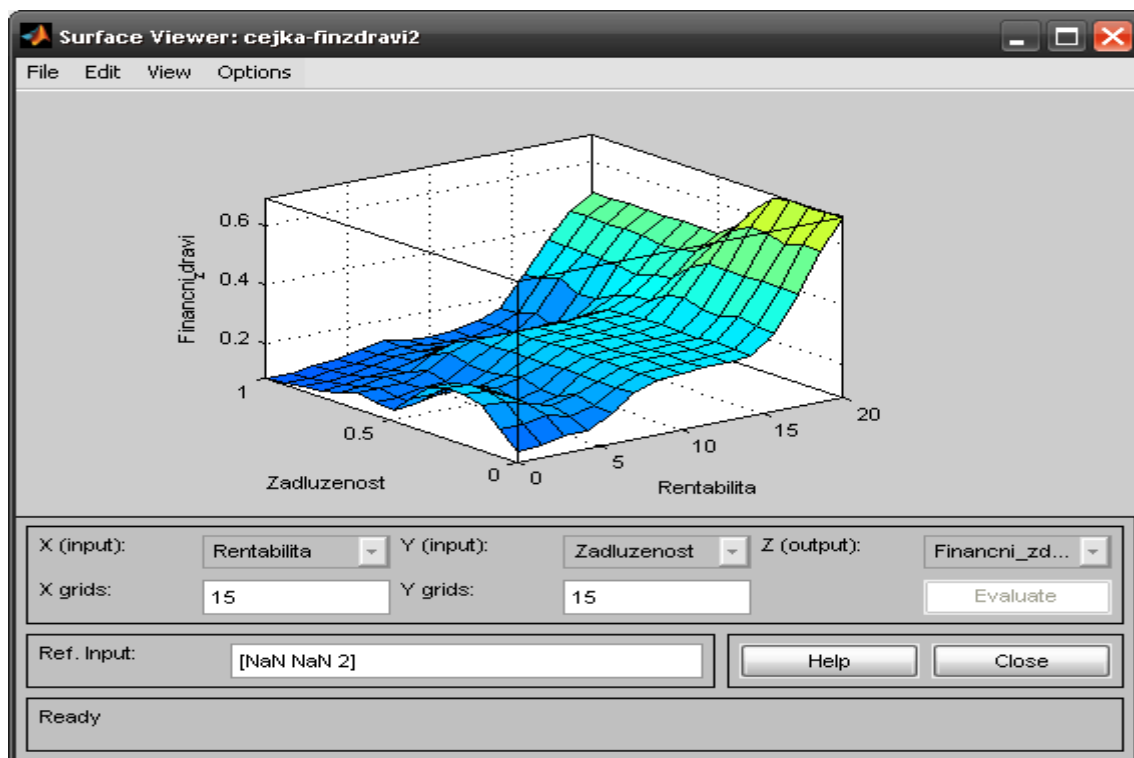 Surface Viewer: cejka-finzdravi2
File Edit View Options
0.6
0.4
0.2
Financni_zdravi
1
0.5
0
Zadluzenost
0
5
10
15
20
Rentabilita
X (input): Rentabilita Y (input): Zadluzenost Z (output): Financni_zd...
X grids: 15 Y grids: 15 Evaluate
Ref. Input: [NaN NaN 2] Help Close
Ready